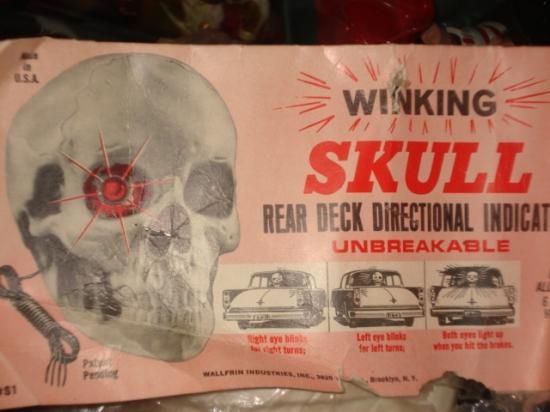 Made
in
U.S.A.
WINKING
SKULL
REAR DECK DIRECTIONAL INDICAT
UNBREAKABLE
Right eye blinks
for right turns;
Left eye blinks
for left turns;
Both eyes light up
when you hit the brakes.
Patent
Pending
WALLFRIN INDUSTRIES, INC., Brooklyn, N.Y.